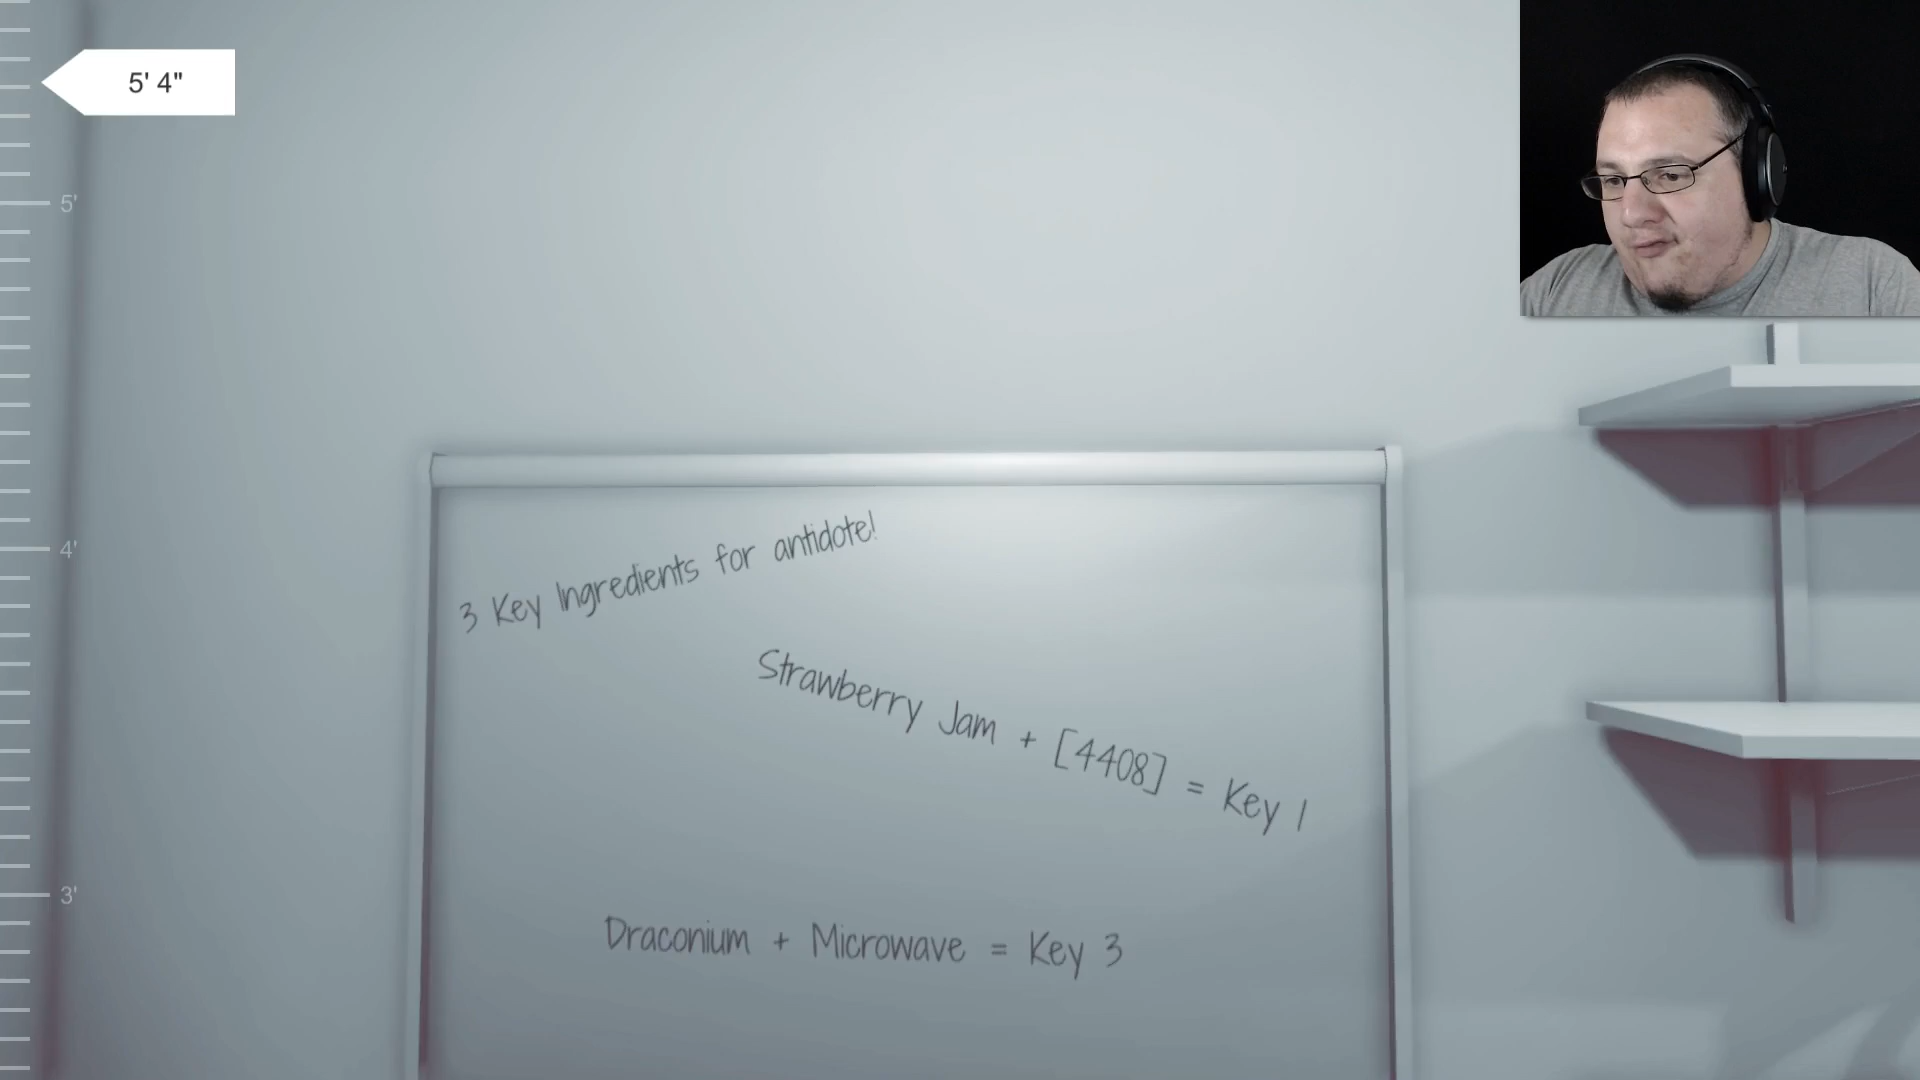 5' 4"
5'
4'
3 Key Ingredients for antidote!
Strawberry Jam + [4408] = Key 1
3'
Draconium + Microwave = Key 3